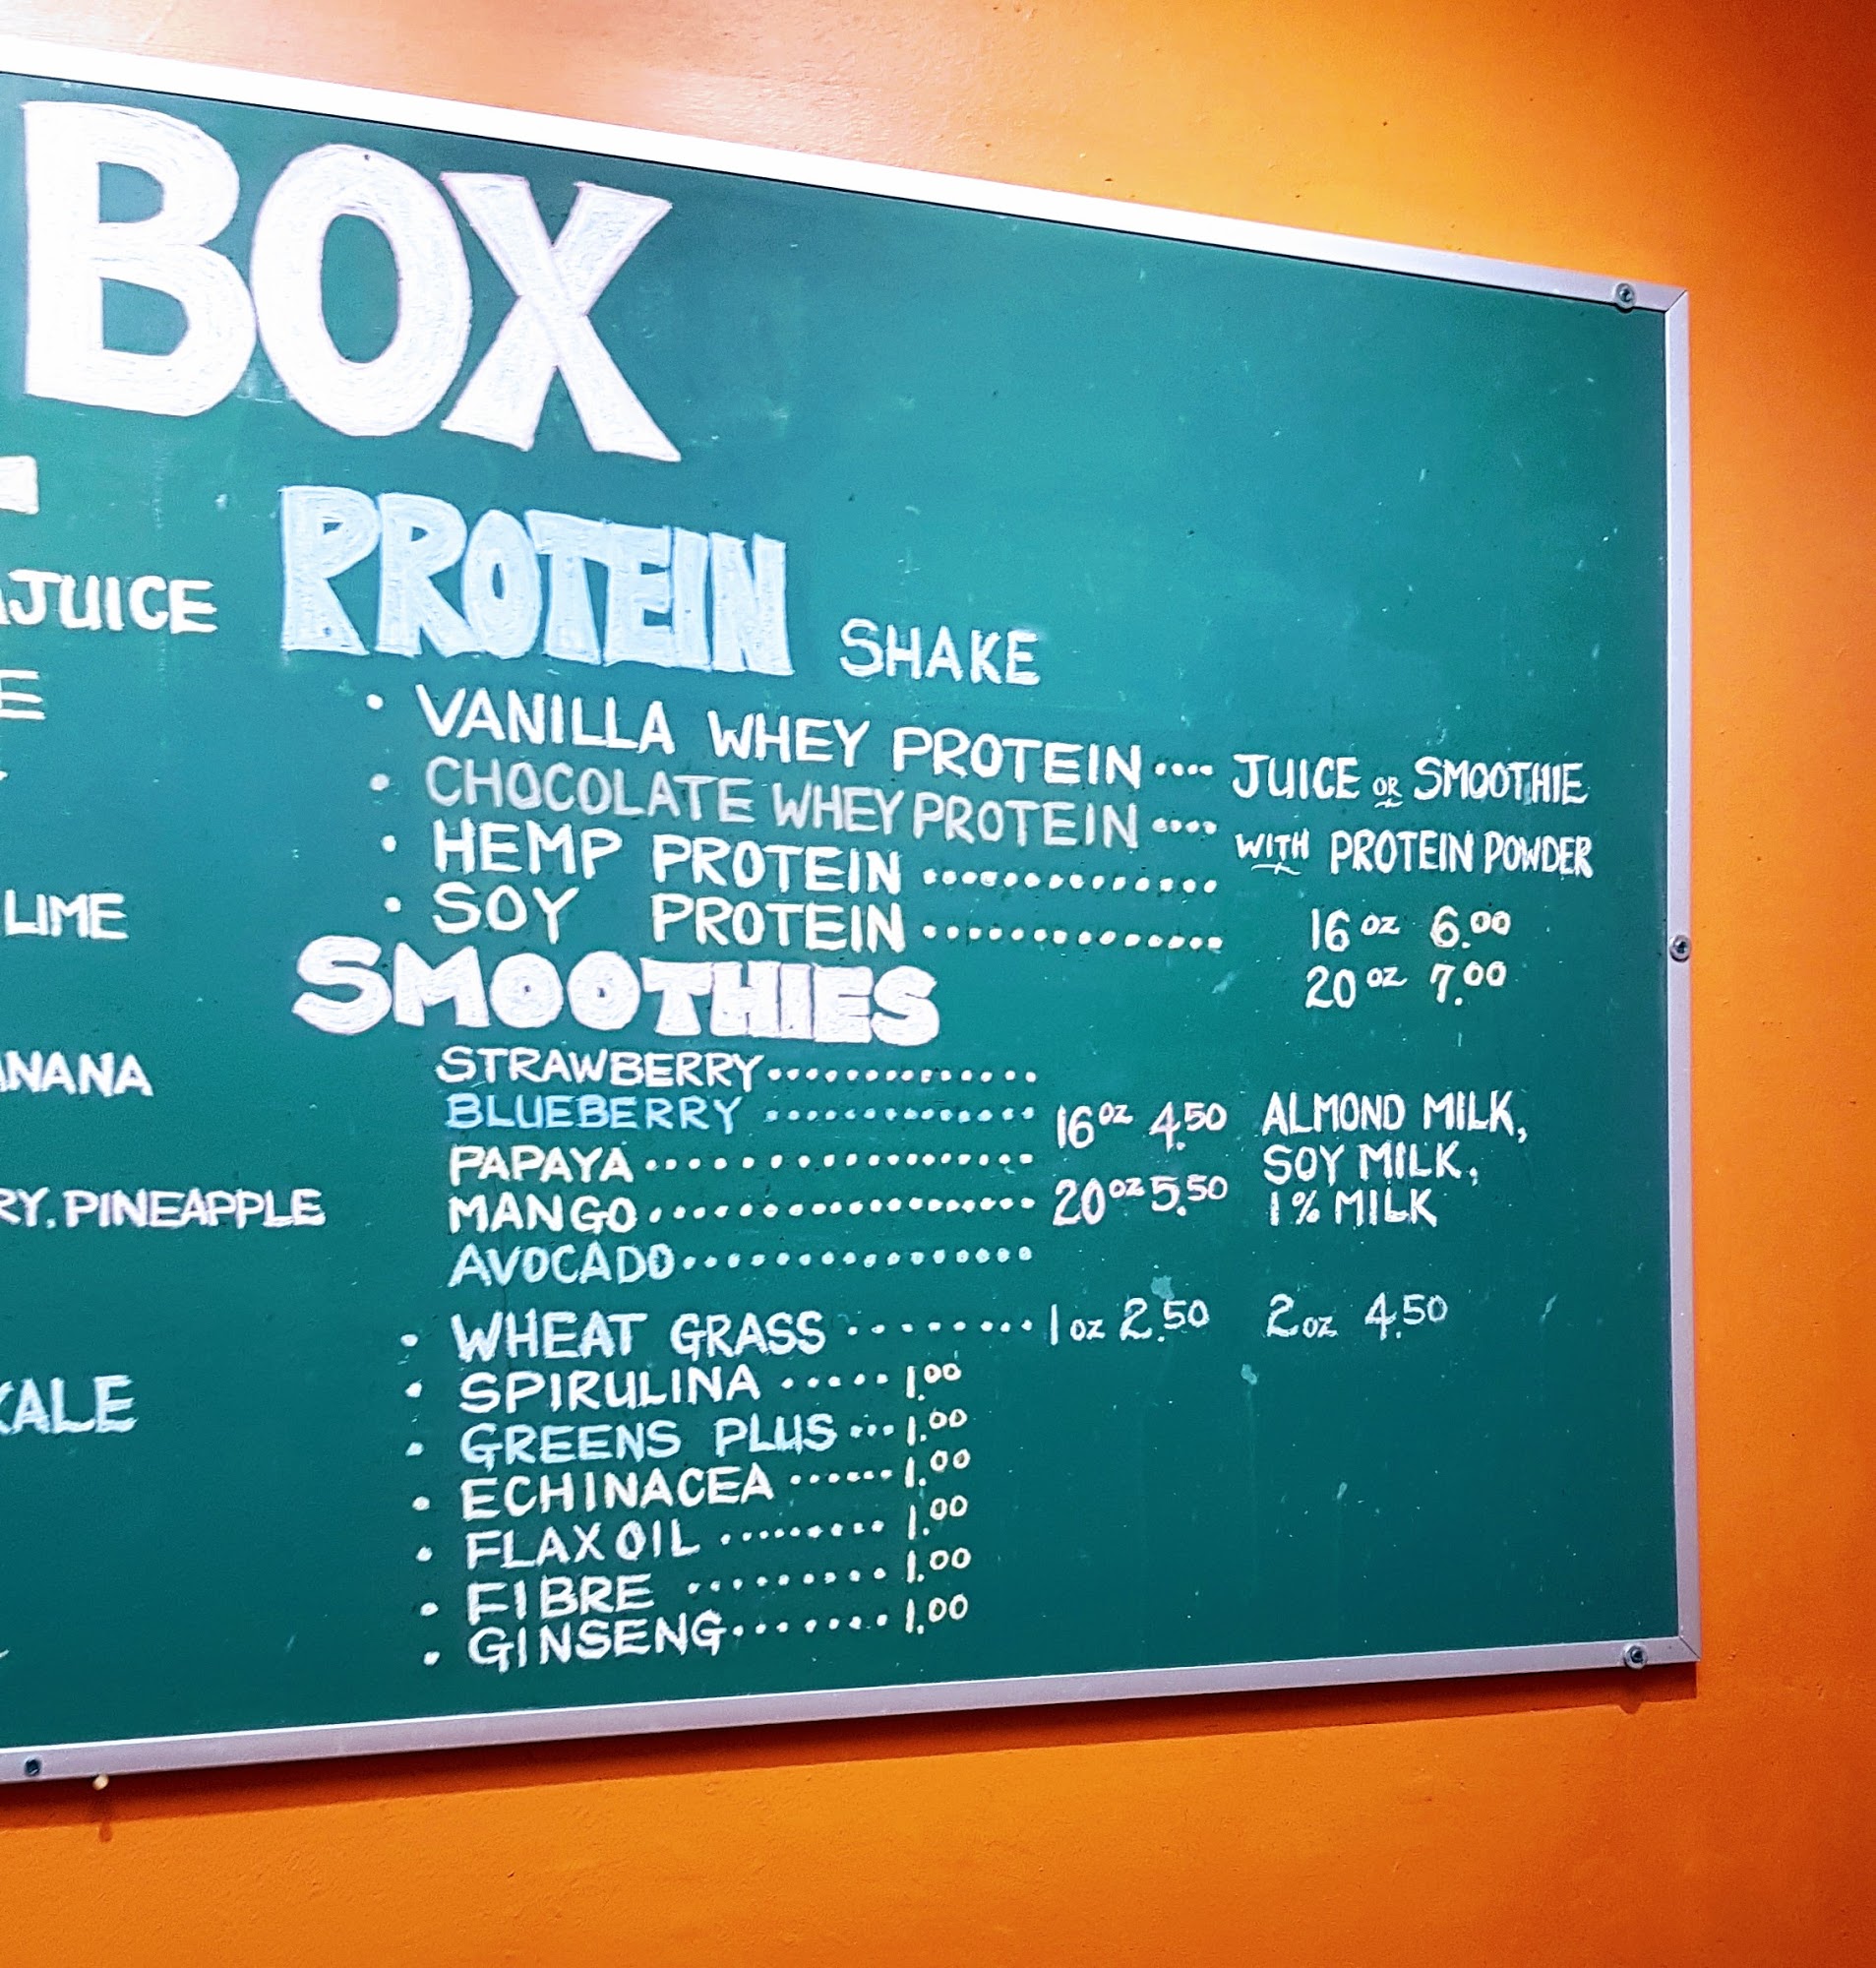 BOX
JUICE
LIME
RY, PINEAPPLE
PROTEIN SHAKE
• VANILLA WHEY PROTEIN .... JUICE OR SMOOTHIE
• CHOCOLATE WHEY PROTEIN .... WITH PROTEIN POWDER
• HEMP PROTEIN ...............
• SOY PROTEIN ...............
16 oz 6.00
20 oz 7.00
SMOOTHIES
STRAWBERRY ..............
BLUEBERRY ..............
PAPAYA .................
MANGO .................
AVOCADO ................
16 oz 4.50
20 oz 5.50
ALMOND MILK,
SOY MILK,
1% MILK
• WHEAT GRASS ........ 1 oz 2.50 2 oz 4.50
• SPIRULINA ..... 1.00
• GREENS PLUS ... 1.00
• ECHINACEA ...... 1.00
• FLAX OIL ......... 1.00
• FIBRE ......... 1.00
• GINSENG ........ 1.00